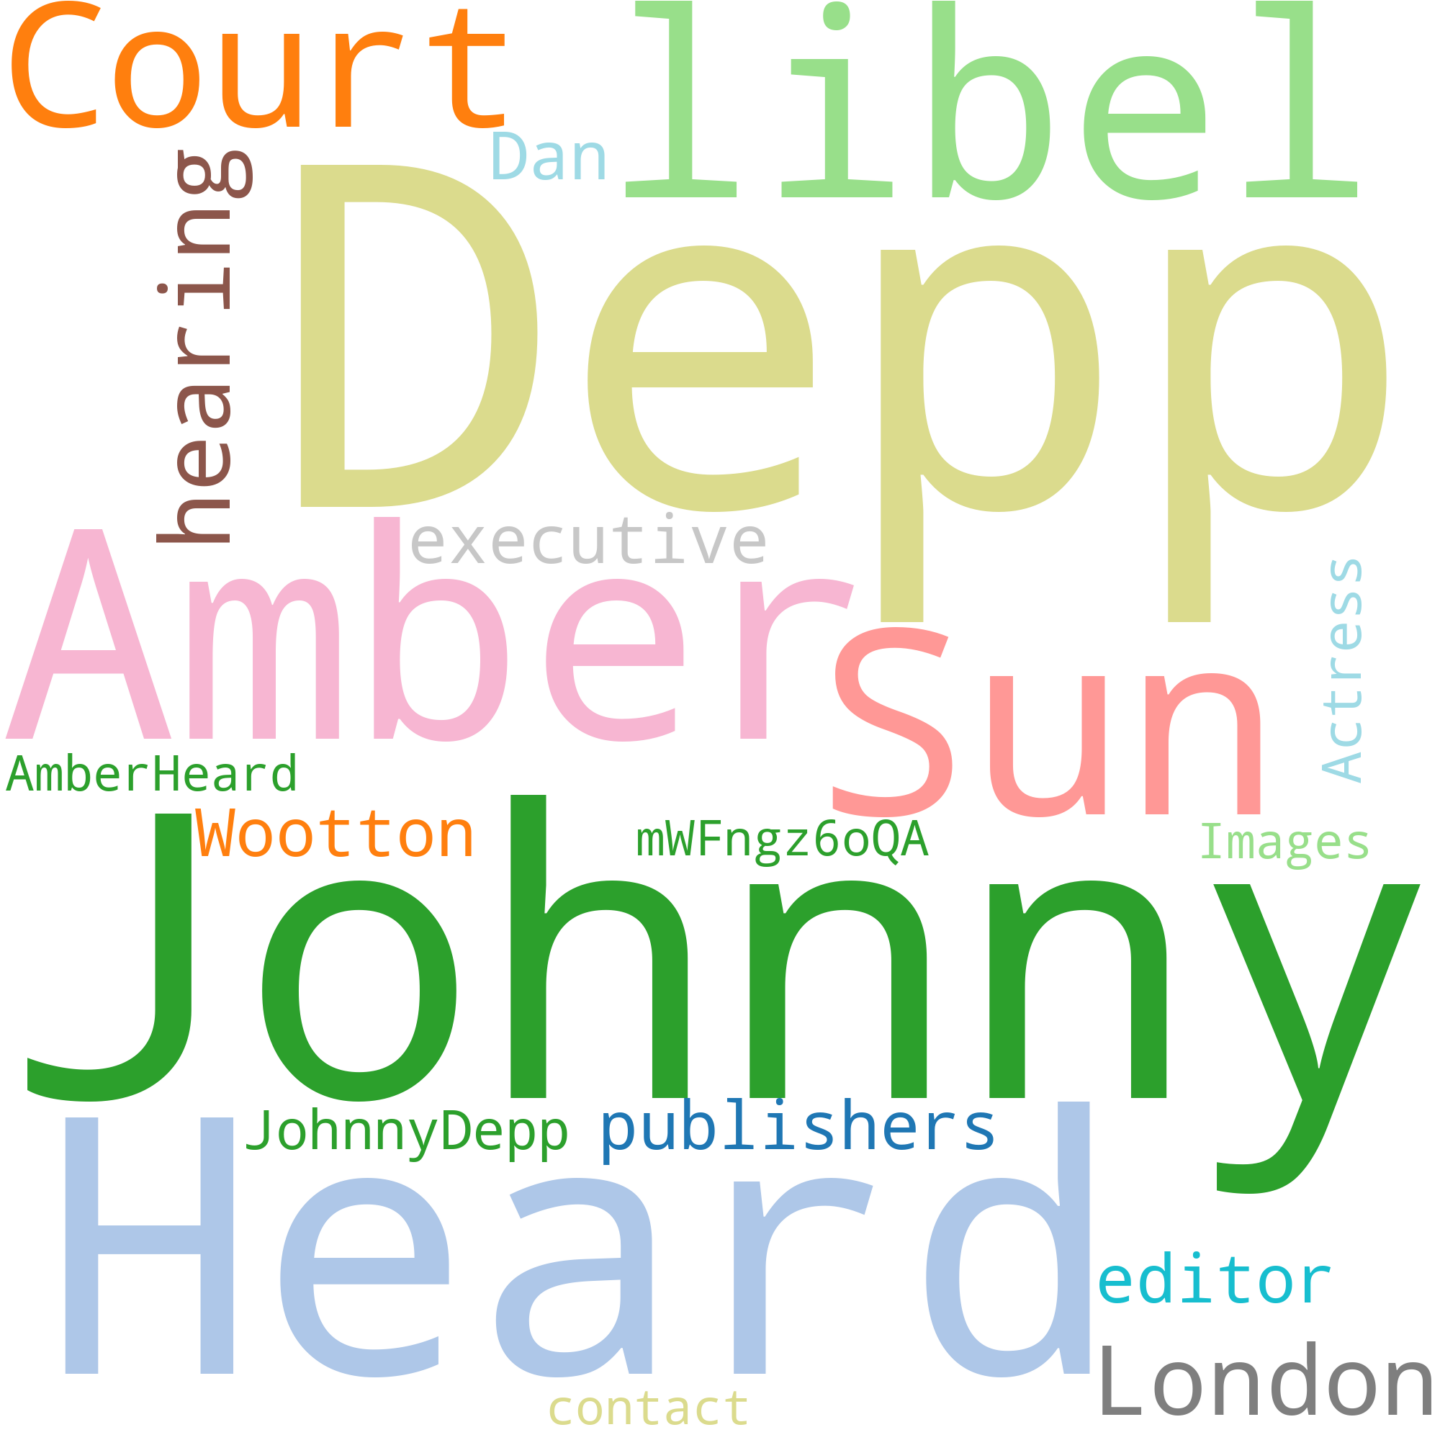 Court
libel
Dan
hearing
Depp
executive
Amber
Actress
Sun
AmberHeard
Wootton
mWFngz6oQA
Images
Johnny
JohnnyDepp
publishers
Heard
editor
London
contact